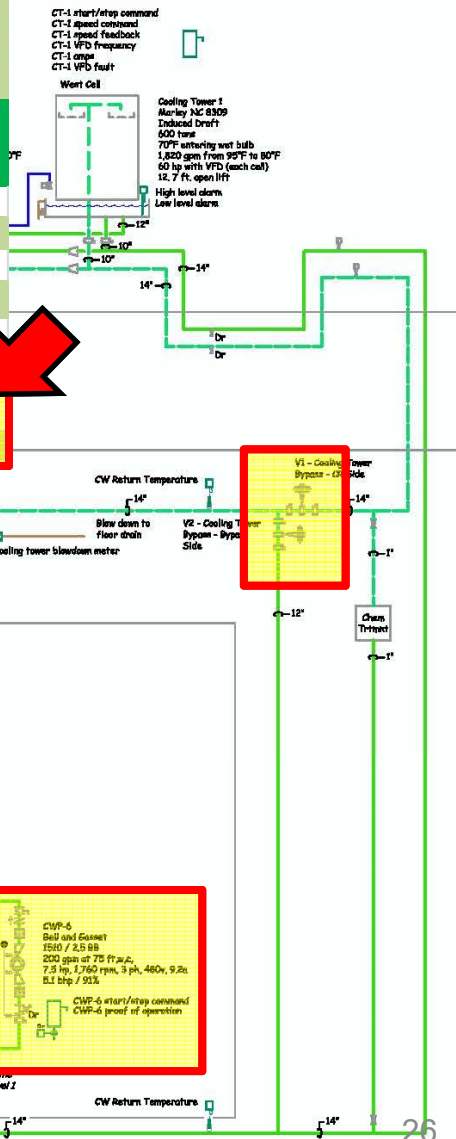 CT-1 start/stop command
CT-1 speed command
CT-1 speed feedback
CT-1 VFD frequency
CT-1 amps
CT-1 VFD fault
West Cell
Cooling Tower 1
Marley NC 8309
Induced Draft
600 tons
70°F entering wet bulb
1,820 gpm from 95°F to 80°F
60 hp with VFD (each cell)
12.7 ft. open lift
High level alarm
Low level alarm
0°F
12"
10"
10"
14"
14"
Dr
Dr
V1 - Cooling Tower
Bypass - Side
CW Return Temperature
14"
14"
Blow down to
floor drain
V2 - Cooling Tower
Bypass - Bypa
Side
ooling tower blowdown meter
1"
12"
Chem
Trtmnt
1"
CWP-6
Bell and Gosset
1510 / 2.5 BB
200 gpm at 75 ft.w.c.
7.5 hp, 1,760 rpm, 3 ph, 480v, 9.2a
5.1 bhp / 91%
Dr
CWP-6 start/stop command
CWP-6 proof of operation
CW Return Temperature
14"
14"
26